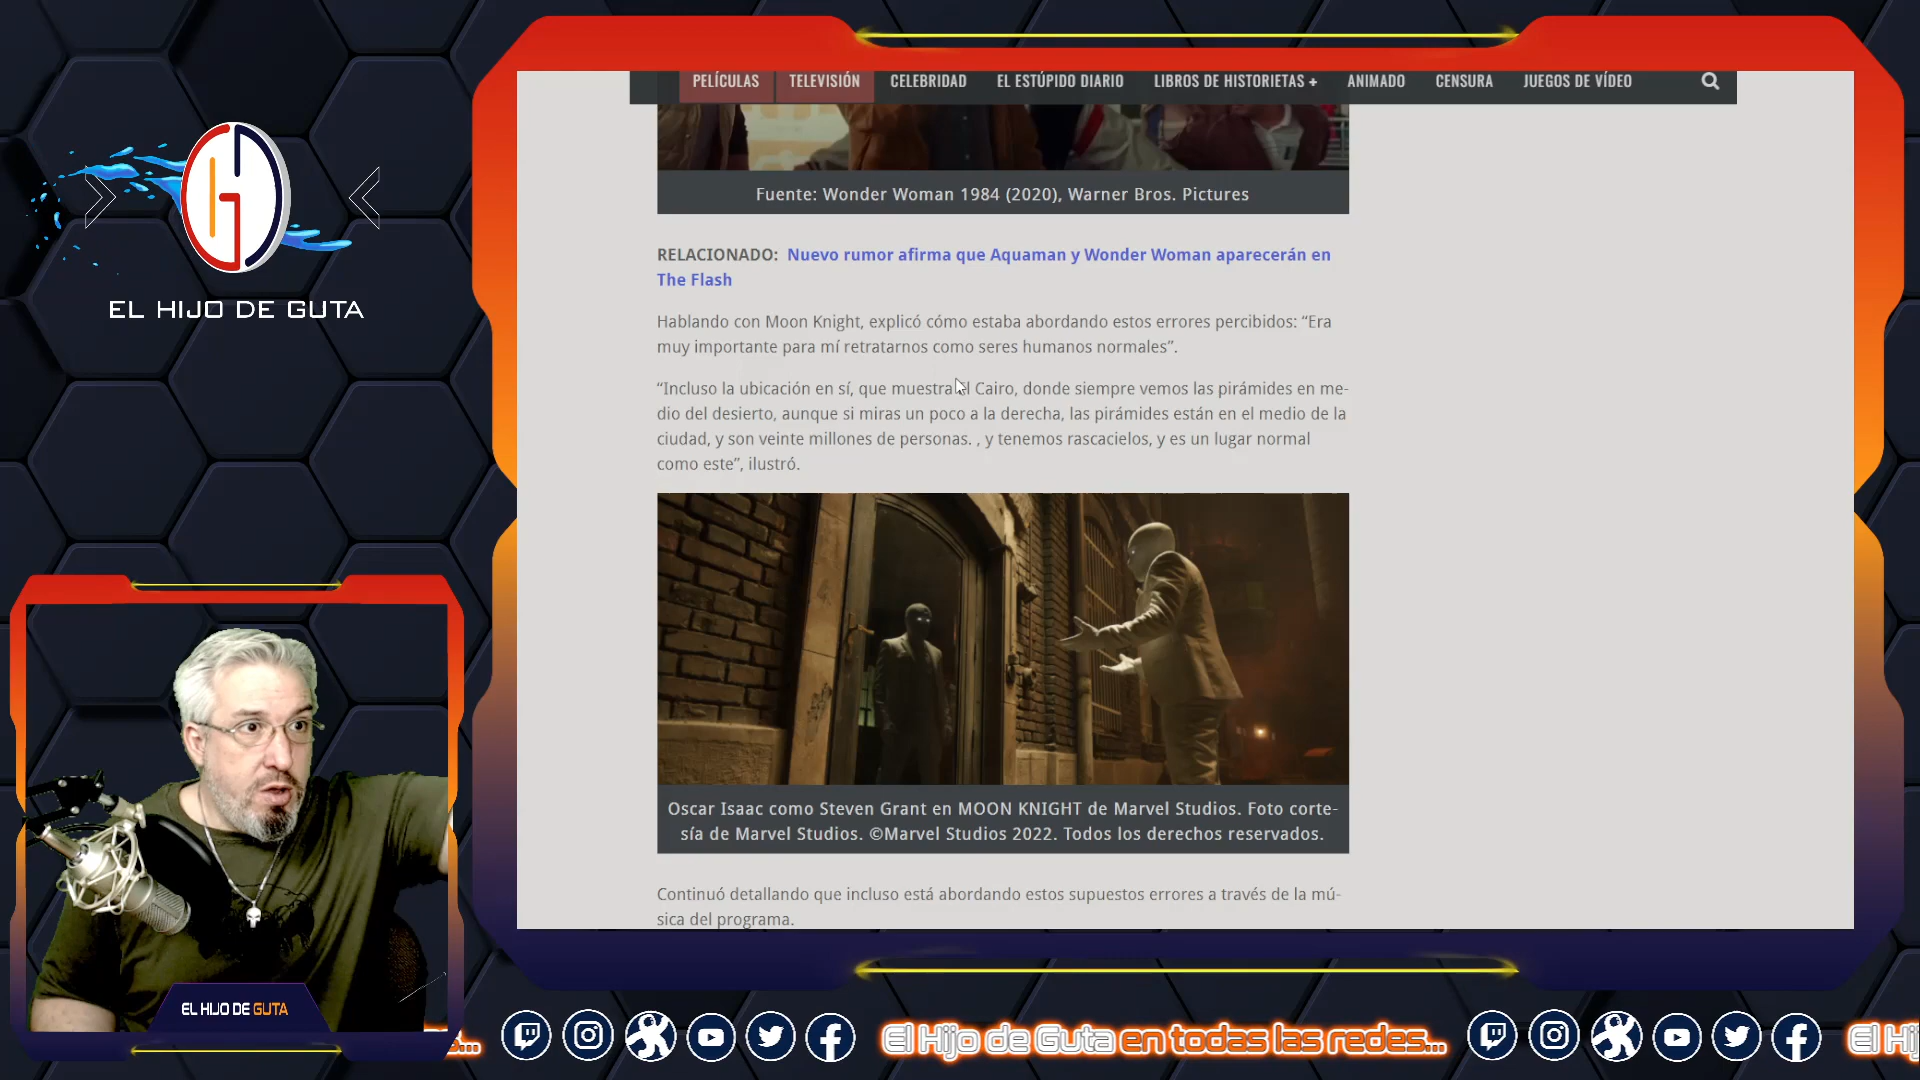 PELÍCULAS
TELEVISIÓN
CELEBRIDAD
EL ESTÚPIDO DIARIO
LIBROS DE HISTORIETAS +
ANIMADO
CENSURA
JUEGOS DE VÍDEO
Fuente: Wonder Woman 1984 (2020), Warner Bros. Pictures
RELACIONADO: Nuevo rumor afirma que Aquaman y Wonder Woman aparecerán en
The Flash
Hablando con Moon Knight, explicó cómo estaba abordando estos errores percibidos: “Era
muy importante para mí retratarnos como seres humanos normales”.
“Incluso la ubicación en sí, que muestra el Cairo, donde siempre vemos las pirámides en me-
dio del desierto, aunque si miras un poco a la derecha, las pirámides están en el medio de la
ciudad, y son veinte millones de personas. , y tenemos rascacielos, y es un lugar normal
como este”, ilustró.
Oscar Isaac como Steven Grant en MOON KNIGHT de Marvel Studios. Foto corte-
sía de Marvel Studios. ©Marvel Studios 2022. Todos los derechos reservados.
Continuó detallando que incluso está abordando estos supuestos errores a través de la mú-
sica del programa.
EL HIJO DE GUTA
EL HIJO DE GUTA
s... El Hijo de Guta en todas las redes... El Hij